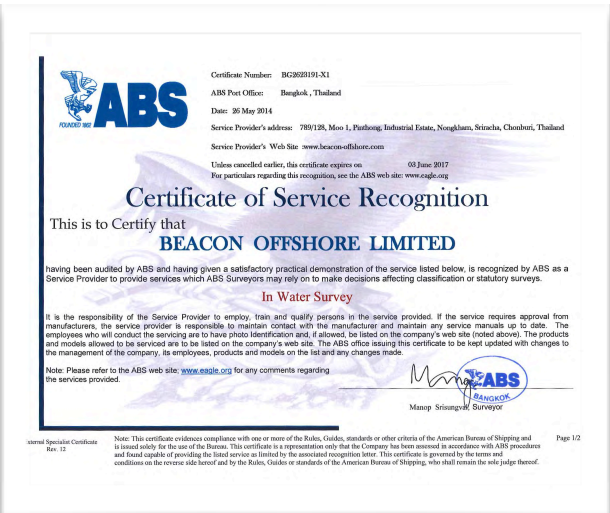 ABS
FOUNDED 1862
Certificate Number: BG2623191-X1
ABS Port Office: Bangkok , Thailand
Date: 26 May 2014
Service Provider's address: 789/128, Moo 1, Pinthong, Industrial Estate, Nongkham, Sriracha, Chonburi, Thailand
Service Provider's Web Site :www.beacon-offshore.com
Unless cancelled earlier, this certificate expires on 03 June 2017
For particulars regarding this recognition, see the ABS web site: www.eagle.org
Certificate of Service Recognition
This is to Certify that
BEACON OFFSHORE LIMITED
having been audited by ABS and having given a satisfactory practical demonstration of the service listed below, is recognized by ABS as a
Service Provider to provide services which ABS Surveyors may rely on to make decisions affecting classification or statutory surveys.
In Water Survey
It is the responsibility of the Service Provider to employ, train and qualify persons in the service provided. If the service requires approval from
manufacturers, the service provider is responsible to maintain contact with the manufacturer and maintain any service manuals up to date. The
employees who will conduct the servicing are to have photo Identification and, if allowed, be listed on the company's web site (noted above). The products
and models allowed to be serviced are to be listed on the company's web site. The ABS office issuing this certificate to be kept updated with changes to
the management of the company, its employees, products and models on the list and any changes made.
Note: Please refer to the ABS web site; www.eagle.org for any comments regarding
the services provided.
ABS
BANGKOK
Manop Srisungval, Surveyor
xternal Specialist Certificate
Rev. 12
Note: This certificate evidences compliance with one or more of the Rules, Guides, standards or other criteria of the American Bureau of Shipping and
is issued solely for the use of the Bureau. This certificate is a representation only that the Company has been assessed in accordance with ABS procedures
and found capable of providing the listed service as limited by the associated recognition letter. This certificate is governed by the terms and
conditions on the reverse side hereof and by the Rules, Guides or standards of the American Bureau of Shipping, who shall remain the sole judge thereof.
Page 1/2